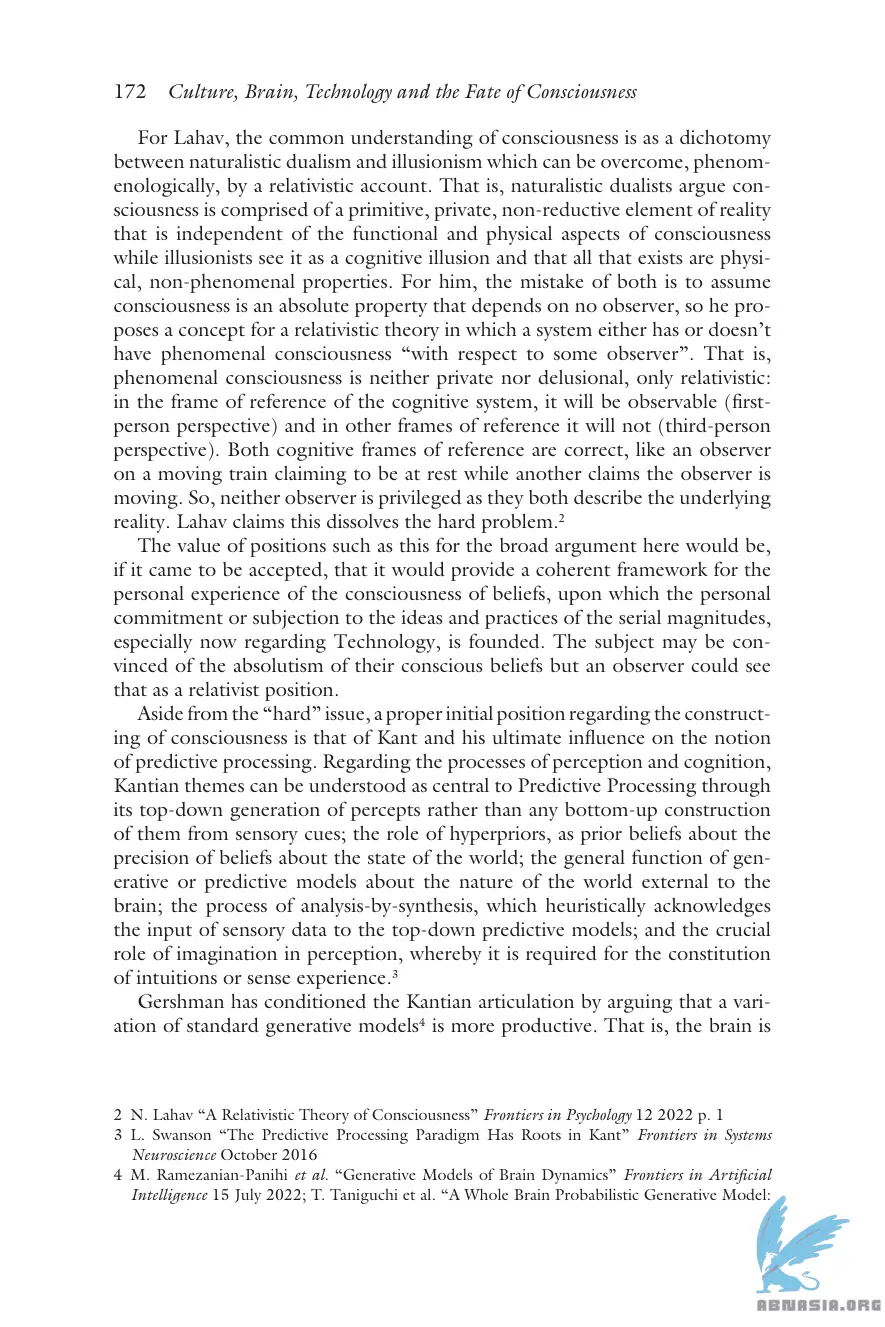 172 Culture, Brain, Technology and the Fate of Consciousness
For Lahav, the common understanding of consciousness is as a dichotomy
between naturalistic dualism and illusionism which can be overcome, phenom-
enologically, by a relativistic account. That is, naturalistic dualists argue con-
sciousness is comprised of a primitive, private, non-reductive element of reality
that is independent of the functional and physical aspects of consciousness
while illusionists see it as a cognitive illusion and that all that exists are physi-
cal, non-phenomenal properties. For him, the mistake of both is to assume
consciousness is an absolute property that depends on no observer, so he pro-
poses a concept for a relativistic theory in which a system either has or doesn’t
have phenomenal consciousness “with respect to some observer”. That is,
phenomenal consciousness is neither private nor delusional, only relativistic:
in the frame of reference of the cognitive system, it will be observable (first-
person perspective) and in other frames of reference it will not (third-person
perspective). Both cognitive frames of reference are correct, like an observer
on a moving train claiming to be at rest while another claims the observer is
moving. So, neither observer is privileged as they both describe the underlying
reality. Lahav claims this dissolves the hard problem.²
The value of positions such as this for the broad argument here would be,
if it came to be accepted, that it would provide a coherent framework for the
personal experience of the consciousness of beliefs, upon which the personal
commitment or subjection to the ideas and practices of the serial magnitudes,
especially now regarding Technology, is founded. The subject may be con-
vinced of the absolutism of their conscious beliefs but an observer could see
that as a relativist position.
Aside from the “hard” issue, a proper initial position regarding the construct-
ing of consciousness is that of Kant and his ultimate influence on the notion
of predictive processing. Regarding the processes of perception and cognition,
Kantian themes can be understood as central to Predictive Processing through
its top-down generation of percepts rather than any bottom-up construction
of them from sensory cues; the role of hyperpriors, as prior beliefs about the
precision of beliefs about the state of the world; the general function of gen-
erative or predictive models about the nature of the world external to the
brain; the process of analysis-by-synthesis, which heuristically acknowledges
the input of sensory data to the top-down predictive models; and the crucial
role of imagination in perception, whereby it is required for the constitution
of intuitions or sense experience.³
Gershman has conditioned the Kantian articulation by arguing that a vari-
ation of standard generative models⁴ is more productive. That is, the brain is
2 N. Lahav “A Relativistic Theory of Consciousness” Frontiers in Psychology 12 2022 p. 1
3 L. Swanson “The Predictive Processing Paradigm Has Roots in Kant” Frontiers in Systems
Neuroscience October 2016
4 M. Ramezanian-Panihi et al. “Generative Models of Brain Dynamics” Frontiers in Artificial
Intelligence 15 July 2022; T. Taniguchi et al. “A Whole Brain Probabilistic Generative Model:
ABNASIA.ORG